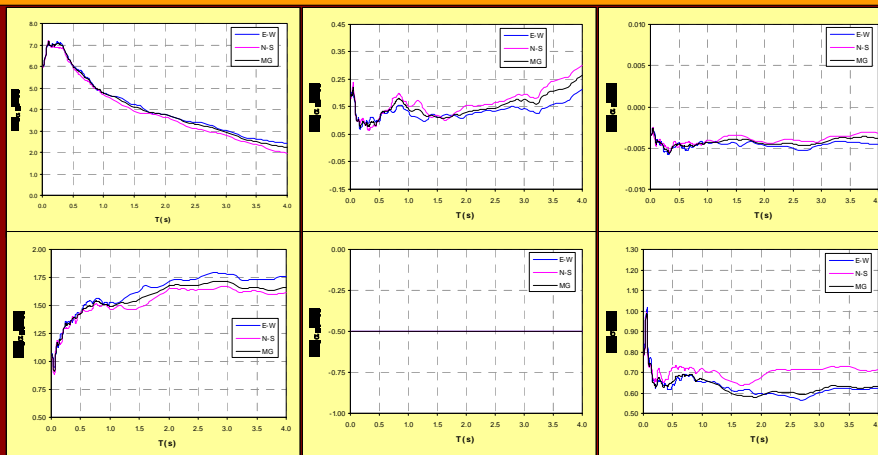 8.0
7.0
6.0
5.0
4.0
3.0
2.0
1.0
0.0
0.0 0.5 1.0 1.5 2.0 2.5 3.0 3.5 4.0
T(s)
E-W
N-S
MG
0.45
0.35
0.25
0.15
0.05
-0.05
-0.15
0.0 0.5 1.0 1.5 2.0 2.5 3.0 3.5 4.0
T(s)
E-W
N-S
MG
0.010
0.005
0.000
-0.005
-0.010
0.0 0.5 1.0 1.5 2.0 2.5 3.0 3.5 4.0
T(s)
E-W
N-S
MG
2.00
1.75
1.50
1.25
1.00
0.75
0.50
0.0 0.5 1.0 1.5 2.0 2.5 3.0 3.5 4.0
T(s)
E-W
N-S
MG
0.00
-0.25
-0.50
-0.75
-1.00
0.0 0.5 1.0 1.5 2.0 2.5 3.0 3.5 4.0
T(s)
E-W
N-S
MG
1.30
1.20
1.10
1.00
0.90
0.80
0.70
0.60
0.50
0.0 0.5 1.0 1.5 2.0 2.5 3.0 3.5 4.0
T(s)
E-W
N-S
MG